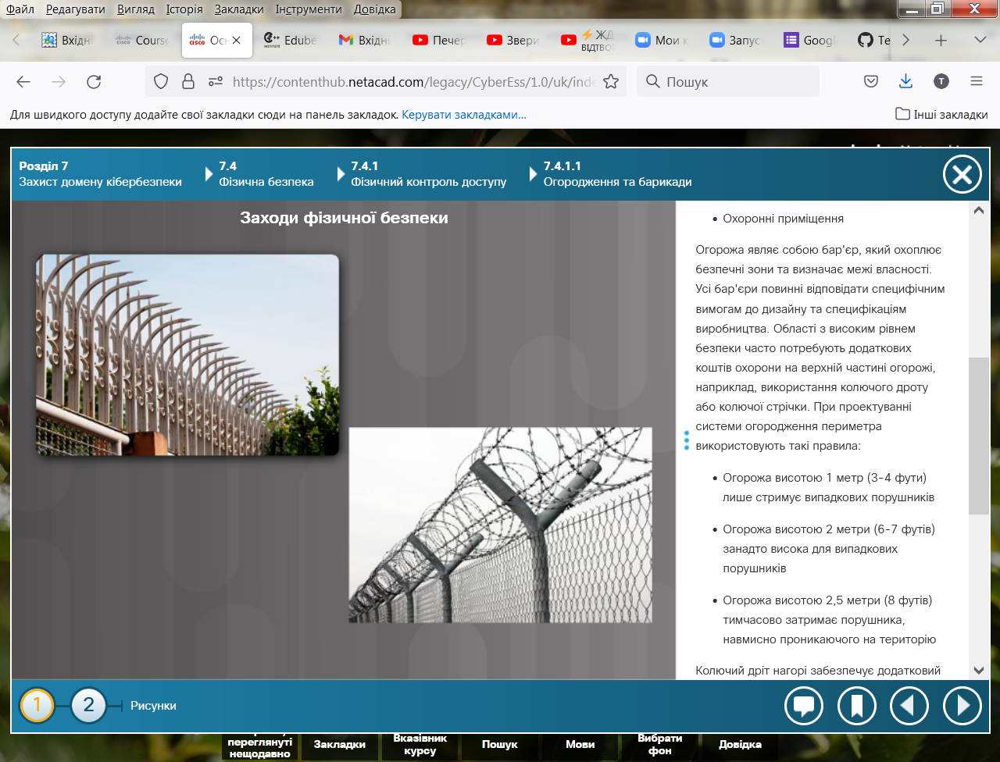 Файл Редагувати Вигляд Історія Закладки Інструменти Довідка
Вхідні Course Осн Edube Вхідні Печер Звери ЖД Мои к Запус Googl Te
https://contenthub.netacad.com/legacy/CyberEss/1.0/uk/inde
Пошук
T
Для швидкого доступу додайте свої закладки сюди на панель закладок. Керувати закладками...
Інші закладки
Розділ 7
Захист домену кібербезпеки
7.4
Фізична безпека
7.4.1
Фізичний контроль доступу
7.4.1.1
Огородження та барикади
Заходи фізичної безпеки
• Охоронні приміщення
Огорожа являє собою бар'єр, який охоплює
безпечні зони та визначає межі власності.
Усі бар'єри повинні відповідати специфічним
вимогам до дизайну та специфікаціям
виробництва. Області з високим рівнем
безпеки часто потребують додаткових
коштів охорони на верхній частині огорожі,
наприклад, використання колючого дроту
або колючої стрічки. При проектуванні
системи огородження периметра
використовують такі правила:
• Огорожа висотою 1 метр (3-4 фути)
лише стримує випадкових порушників
• Огорожа висотою 2 метри (6-7 футів)
занадто висока для випадкових
порушників
• Огорожа висотою 2,5 метри (8 футів)
тимчасово затримає порушника,
навмисно проникаючого на територію
Колючий дріт нагорі забезпечує додатковий
1 2 Рисунки
переглянуті
нещодавно
Закладки
Вказівник
курсу
Пошук
Мови
Вибрати
фон
Довідка